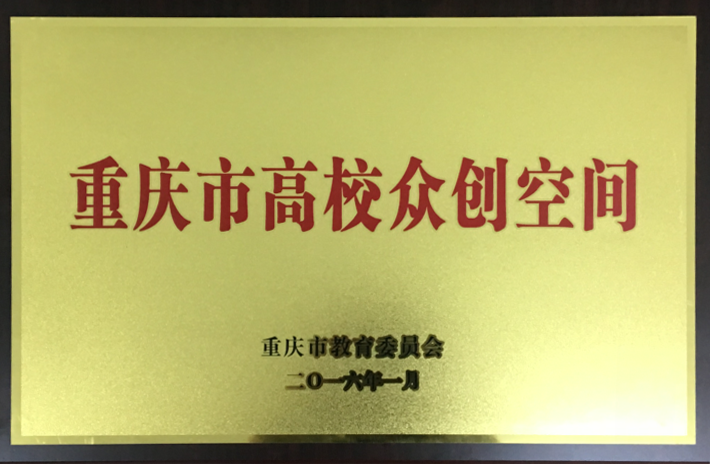 重庆市高校众创空间
重庆市教育委员会
二〇一六年一月